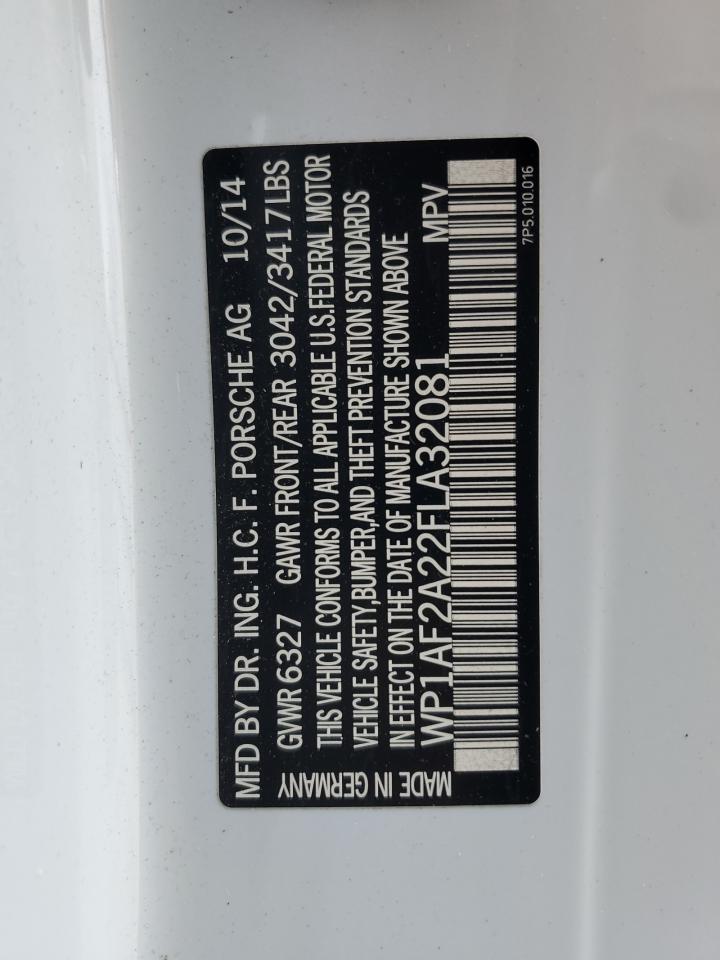 MFD BY DR. ING. H.C. F. PORSCHE AG 10/14
GVWR 6327 GAWR FRONT/REAR 3042/3417 LBS
THIS VEHICLE CONFORMS TO ALL APPLICABLE U.S.FEDERAL MOTOR
VEHICLE SAFETY,BUMPER,AND THEFT PREVENTION STANDARDS
IN EFFECT ON THE DATE OF MANUFACTURE SHOWN ABOVE
WP1AF2A22FLA32081 MPV
MADE IN GERMANY
7P5.010.016